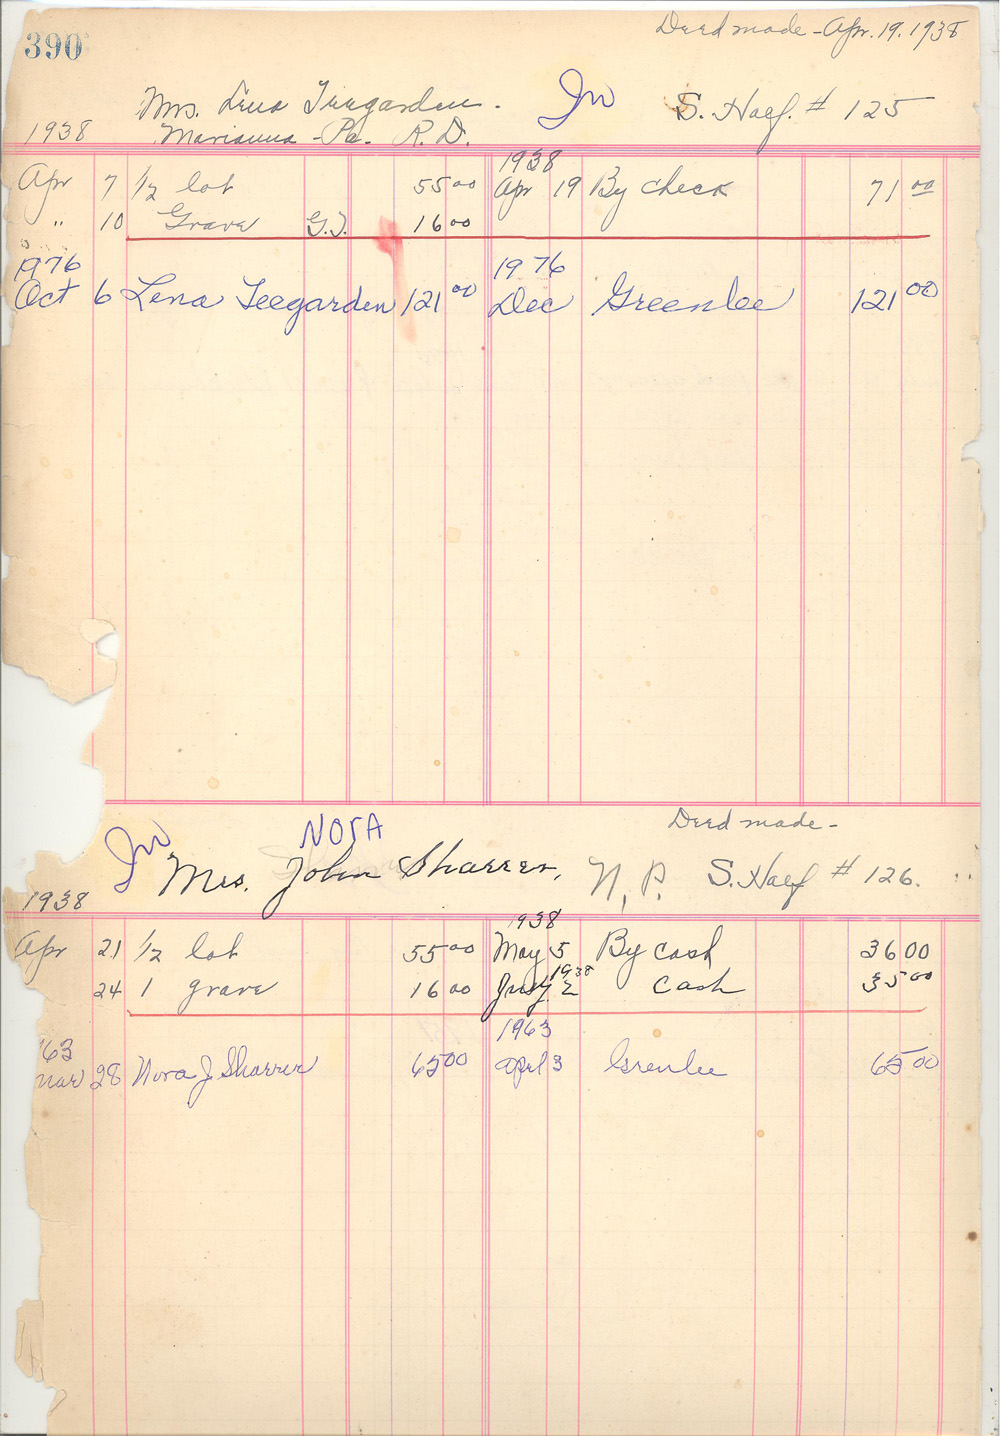 390
Deed made - Apr. 19. 1938
Mrs. Lena Teegarden. In S. Half. # 125
1938 Marianna - Pa. R. D.
1938
Apr 7 1/2 lot 55 00 Apr 19 By check 71 00
" 10 Grave G.T. 16 00
1976 1976
Oct 6 Lena Teegarden 121 00 Dec Greenlee 121 00
Deed made -
In NORA
Mrs. John Sharrer, N. P. S. Half # 126.
1938
1938
Apr 21 1/2 lot 55 00 May 5 By cash 36 00
1938
24 1 grave 16 00 July 2 Cash 35 00
'63 1963
mar 28 Nora J Sharrer 65 00 april 3 Grenlee 65 00